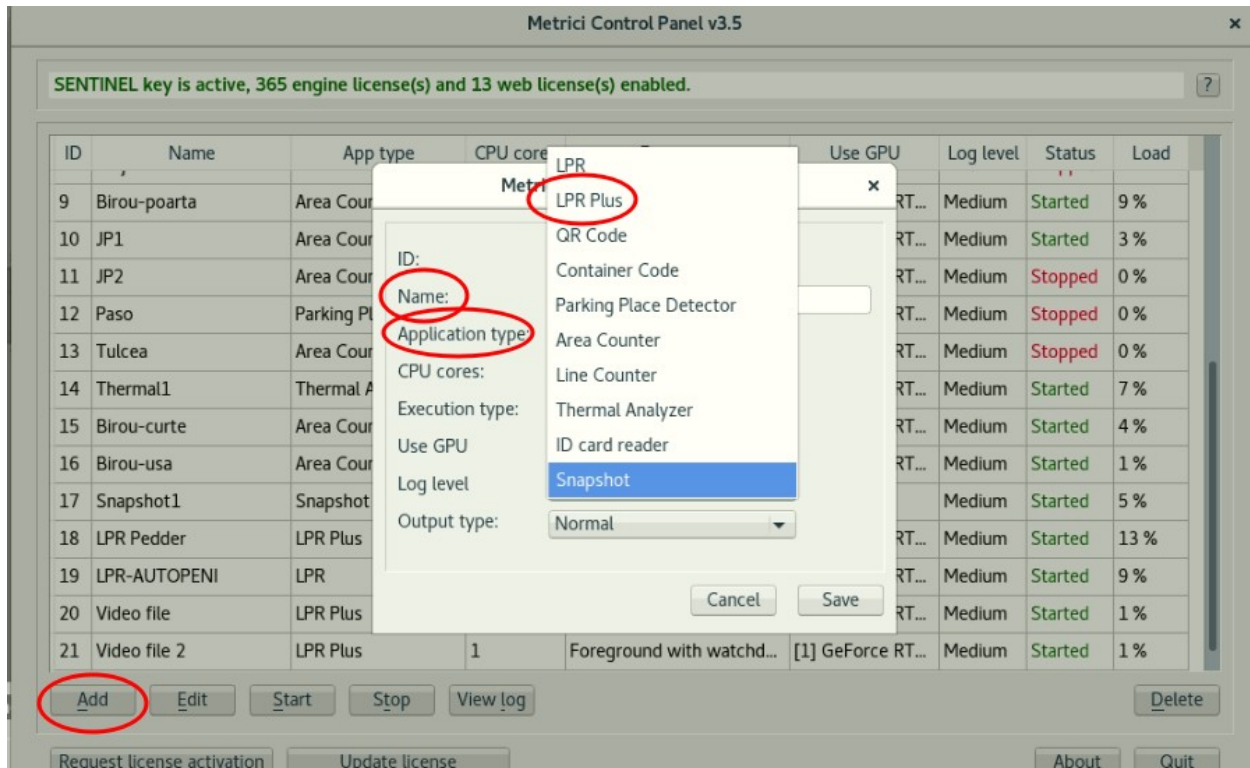 Metrici Control Panel v3.5 ×
SENTINEL key is active, 365 engine license(s) and 13 web license(s) enabled. ?
ID Name App type CPU core Use GPU Log level Status Load
9 Birou-poarta Area Cour RT... Medium Started 9 %
10 JP1 Area Cour RT... Medium Started 3 %
11 JP2 Area Cour RT... Medium Stopped 0 %
12 Paso Parking Pl RT... Medium Stopped 0 %
13 Tulcea Area Cour RT... Medium Stopped 0 %
14 Thermal1 Thermal A RT... Medium Started 7 %
15 Birou-curte Area Cour RT... Medium Started 4 %
16 Birou-usa Area Cour RT... Medium Started 1 %
17 Snapshot1 Snapshot Medium Started 5 %
18 LPR Pedder LPR Plus RT... Medium Started 13 %
19 LPR-AUTOPENI LPR RT... Medium Started 9 %
20 Video file LPR Plus RT... Medium Started 1 %
21 Video file 2 LPR Plus 1 Foreground with watchd... [1] GeForce RT... Medium Started 1 %
Metri ×
ID:
Name:
Application type:
CPU cores:
Execution type:
Use GPU
Log level
Output type: Normal
LPR
LPR Plus
QR Code
Container Code
Parking Place Detector
Area Counter
Line Counter
Thermal Analyzer
ID card reader
Snapshot
Cancel Save
Add Edit Start Stop View log Delete
Request license activation Update license About Quit